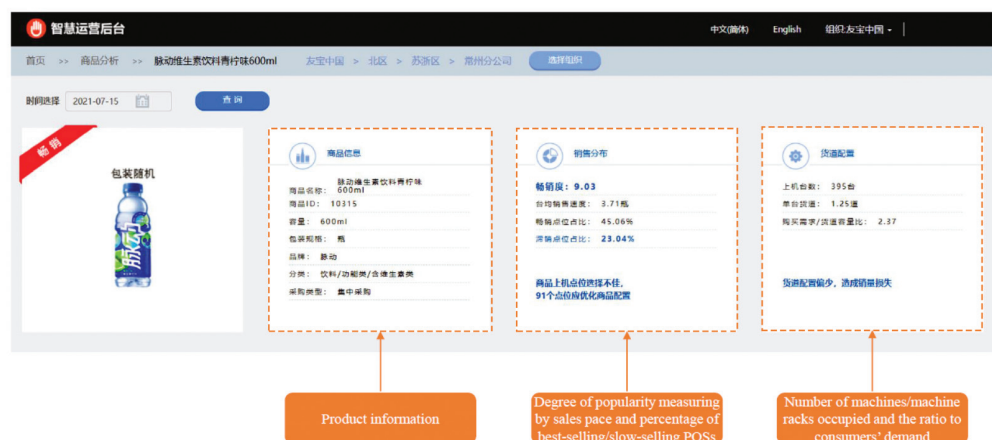 智慧运营后台
中文(简体) English 组织:友宝中国
首页 >> 商品分析 >> 脉动维生素饮料青柠味600ml 友宝中国 > 北区 > 苏浙区 > 常州分公司 选择组织
时间选择 2021-07-15 查询
畅销
包装随机
脉动
商品信息
商品名称: 脉动维生素饮料青柠味
600ml
商品ID: 10315
容量: 600ml
包装规格: 瓶
品牌: 脉动
分类: 饮料/功能类/含维生素类
采购类型: 集中采购
销售分布
畅销度: 9.03
台均销售速度: 3.71瓶
畅销点位占比: 45.06%
滞销点位占比: 23.04%
商品上机点位选择不佳,
91个点位应优化商品配置
货道配置
上机台数: 395台
单台货道: 1.25道
购买需求/货道容量比: 2.37
货道配置偏少, 造成销量损失
Product information
Degree of popularity measuring
by sales pace and percentage of
best-selling/slow-selling POSs
Number of machines/machine
racks occupied and the ratio to
consumers' demand